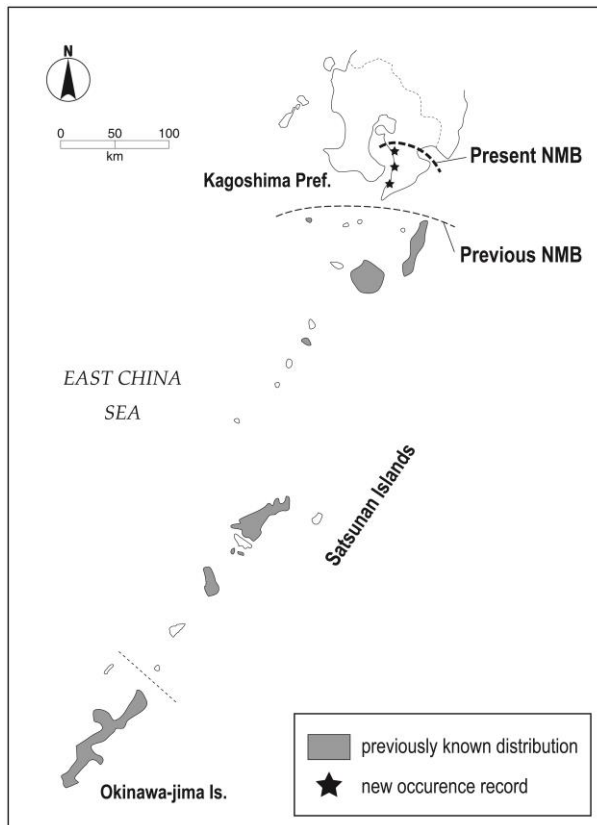 N
0 50 100
km
Kagoshima Pref.
Present NMB
Previous NMB
EAST CHINA
SEA
Satsunan Islands
Okinawa-jima Is.
previously known distribution
new occurence record